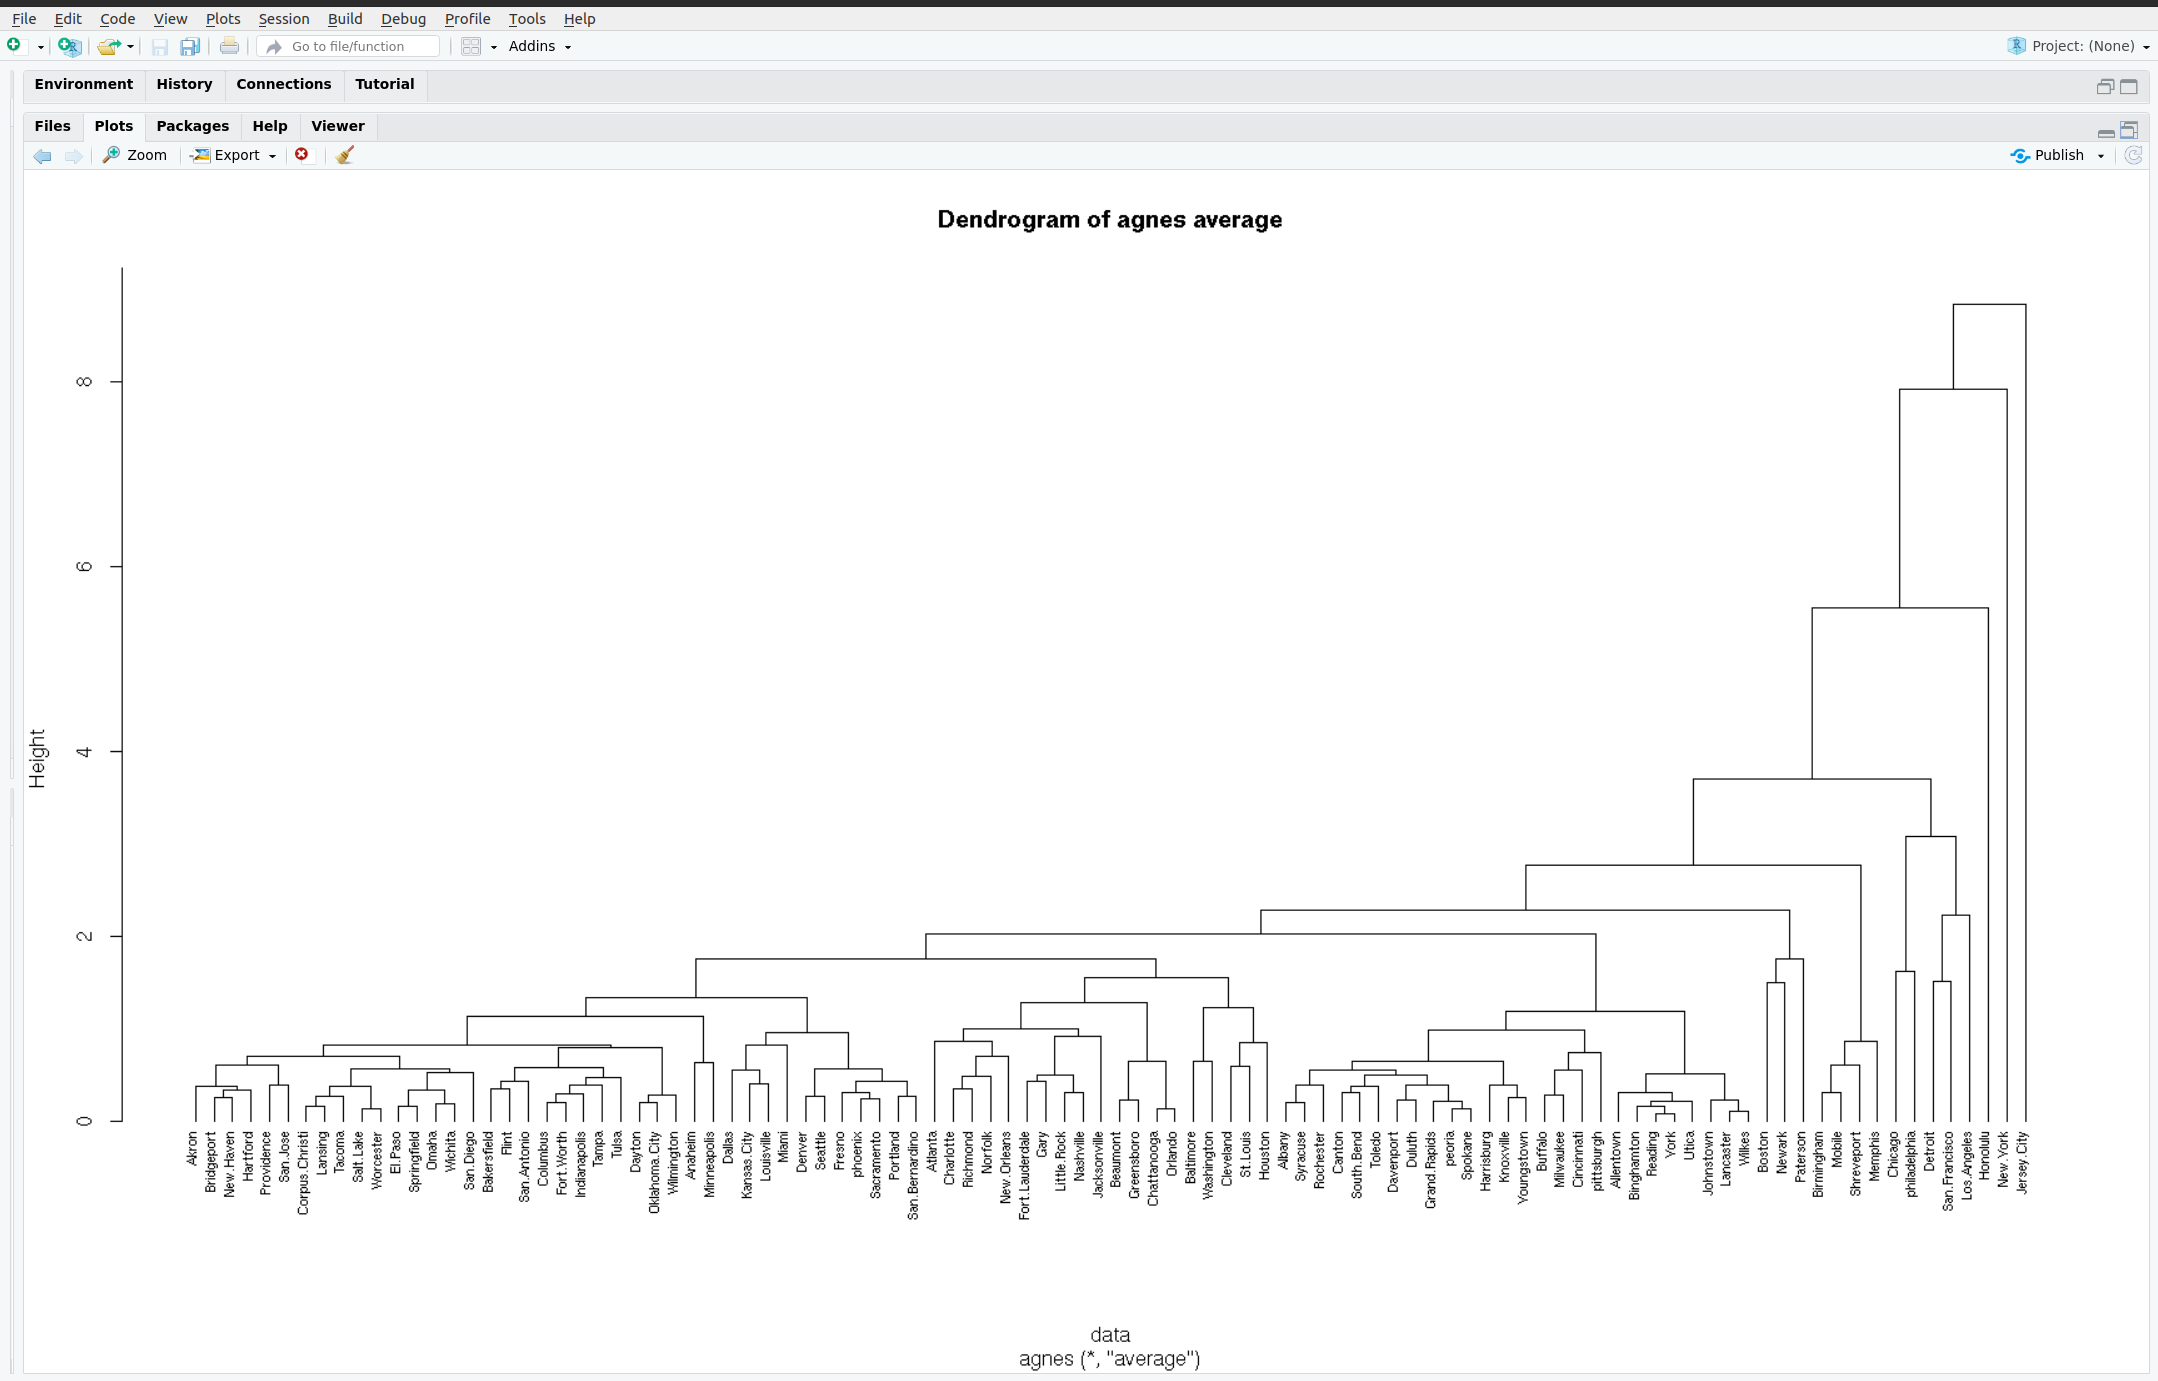 File Edit Code View Plots Session Build Debug Profile Tools Help
Go to file/function Addins Project: (None)
Environment History Connections Tutorial
Files Plots Packages Help Viewer
Zoom Export Publish
Dendrogram of agnes average
Height
8
6
4
2
0
Akron
Bridgeport
New.Haven
Hartford
Providence
San.Jose
Corpus.Christi
Lansing
Tacoma
Salt.Lake
Worcester
El.Paso
Springfield
Omaha
Wichita
San.Diego
Bakersfield
Flint
San.Antonio
Columbus
Fort.Worth
Indianapolis
Tampa
Tulsa
Dayton
Oklahoma.City
Wilmington
Anaheim
Minneapolis
Dallas
Kansas.City
Louisville
Miami
Denver
Seattle
Fresno
phoenix
Sacramento
Portland
San.Bernardino
Atlanta
Charlotte
Richmond
Norfolk
New.Orleans
Fort.Lauderdale
Gary
Little.Rock
Nashville
Jacksonville
Beaumont
Greensboro
Chattanooga
Orlando
Baltimore
Washington
Cleveland
St.Louis
Houston
Albany
Syracuse
Rochester
Canton
South.Bend
Toledo
Davenport
Duluth
Grand.Rapids
peoria
Spokane
Harrisburg
Knoxville
Youngstown
Buffalo
Milwaukee
Cincinnati
pittsburgh
Allentown
Binghamton
Reading
York
Utica
Johnstown
Lancaster
Wilkes
Boston
Newark
Paterson
Birmingham
Mobile
Shreveport
Memphis
Chicago
philadelphia
Detroit
San.Francisco
Los.Angeles
Honolulu
New.York
Jersey.City
data
agnes (*, "average")